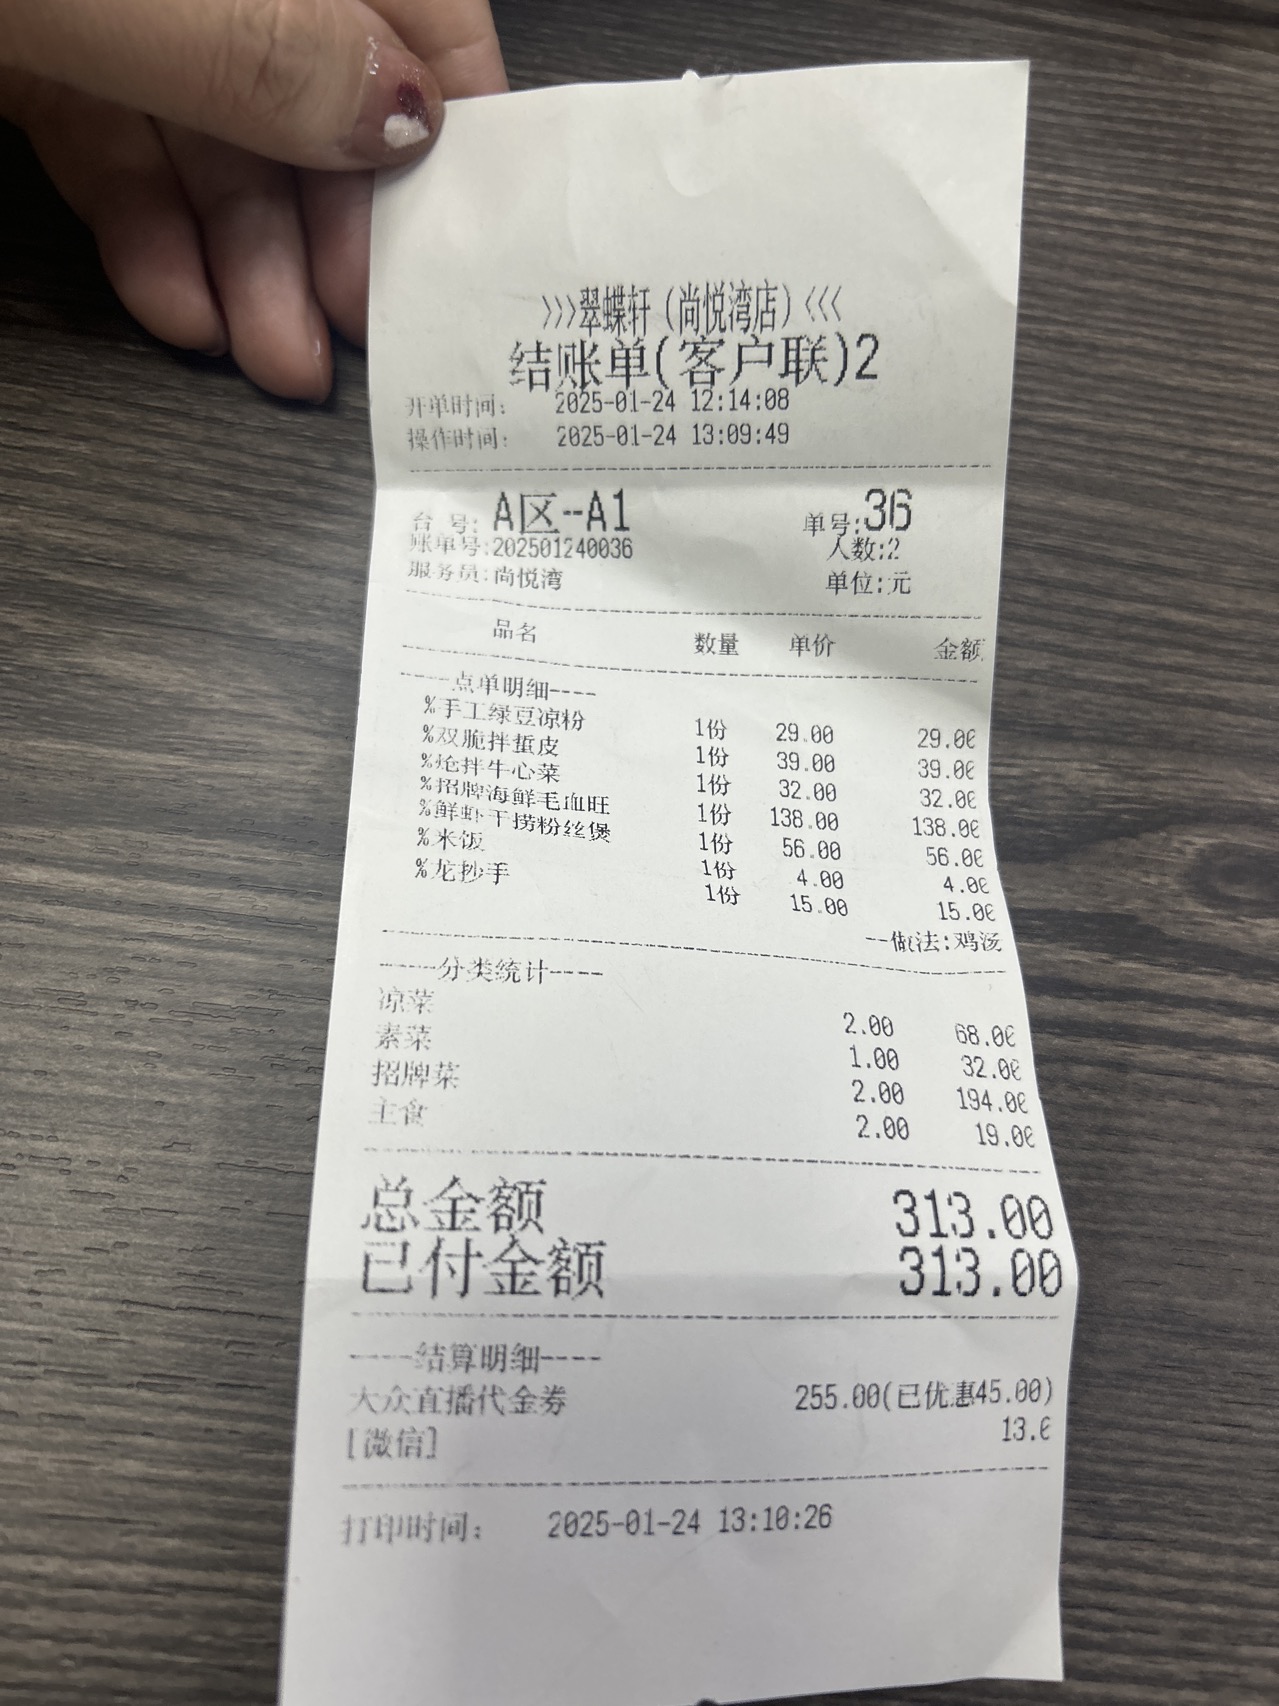 >>>翠蝶轩(尚悦湾店)<<<
结账单(客户联)2
开单时间: 2025-01-24 12:14:08
操作时间: 2025-01-24 13:09:49
台 号: A区-A1 单号:36
账单号:202501240036 人数:2
服务员:尚悦湾 单位:元
品名 数量 单价 金额
----点单明细----
%手工绿豆凉粉 1份 29.00 29.00
%双脆拌蜇皮 1份 39.00 39.00
%炝拌牛心菜 1份 32.00 32.00
%招牌海鲜毛血旺 1份 138.00 138.00
%鲜虾干捞粉丝煲 1份 56.00 56.00
%米饭 1份 4.00 4.00
%龙抄手 1份 15.00 15.00
--做法:鸡汤
----分类统计----
凉菜 2.00 68.00
素菜 1.00 32.00
招牌菜 2.00 194.00
主食 2.00 19.00
总金额 313.00
已付金额 313.00
----结算明细----
大众直播代金券 255.00(已优惠45.00)
[微信] 13.0
打印时间: 2025-01-24 13:10:26